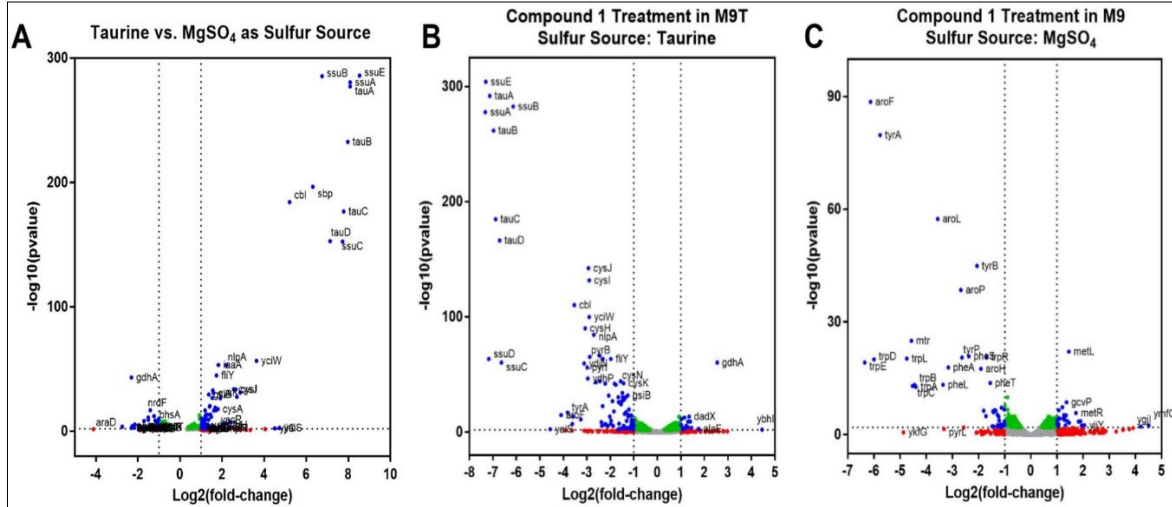 A
Taurine vs. MgSO₄ as Sulfur Source
300
200
100
0
-log10(pvalue)
-4 -2 0 2 4 6 8 10
Log2(fold-change)
ssuB
ssuE
ssuA
tauA
tauB
sbp
cbl
tauC
tauD
ssuC
nlpA
yciW
fliY
gdhA
nrdF
araD
cysA
B
Compound 1 Treatment in M9T
Sulfur Source: Taurine
300
200
100
0
-log10(pvalue)
-8 -7 -6 -5 -4 -3 -2 -1 0 1 2 3 4 5
Log2(fold-change)
ssuE
tauA
ssuB
ssuA
tauB
tauC
tauD
cysJ
cysI
cbl
yciW
cysH
nlpA
pyrB
fliY
ssuD
ssuC
gdhA
cysN
cysK
gsiB
tyrA
dadX
ybhI
C
Compound 1 Treatment in M9
Sulfur Source: MgSO₄
90
60
30
0
-log10(pvalue)
-7 -6 -5 -4 -3 -2 -1 0 1 2 3 4 5
Log2(fold-change)
aroF
tyrA
aroL
tyrB
aroP
mtr
tyrP
pheS
trpR
metL
trpD
trpL
trpE
pheA
aroH
trpB
trpA
trpC
pheL
pheT
gcvP
metR
pyrL